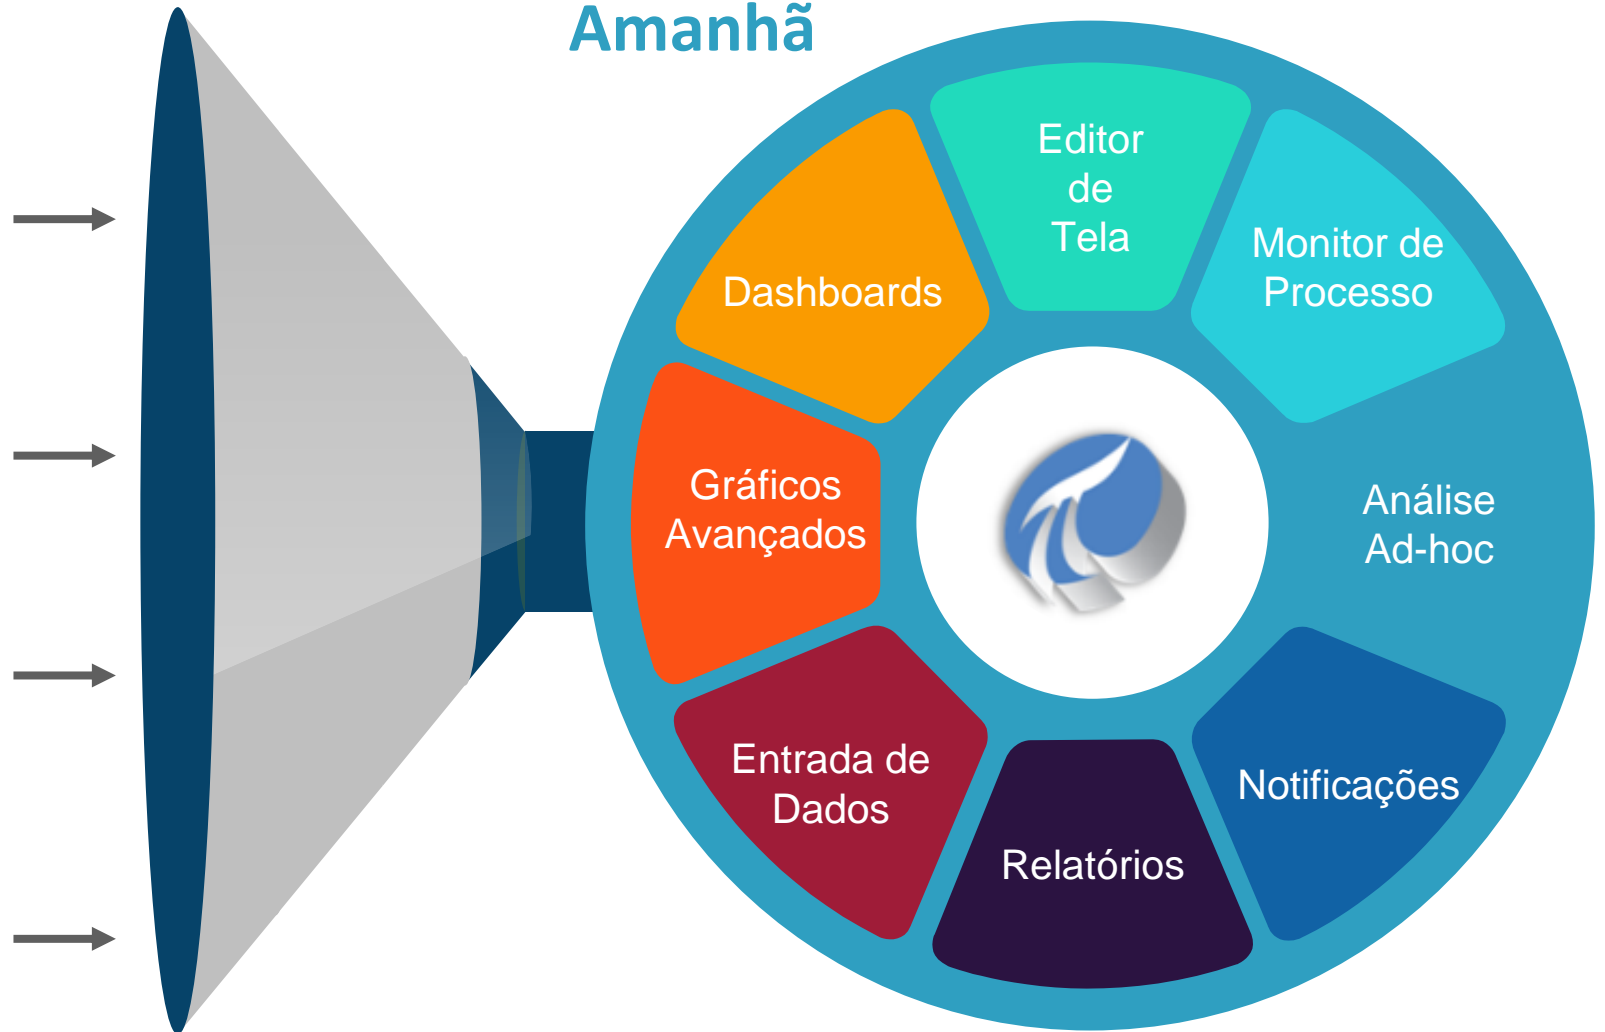 Amanhã
Editor
de
Tela
Monitor de
Processo
Dashboards
Gráficos
Avançados
Análise
Ad-hoc
Entrada de
Dados
Notificações
Relatórios